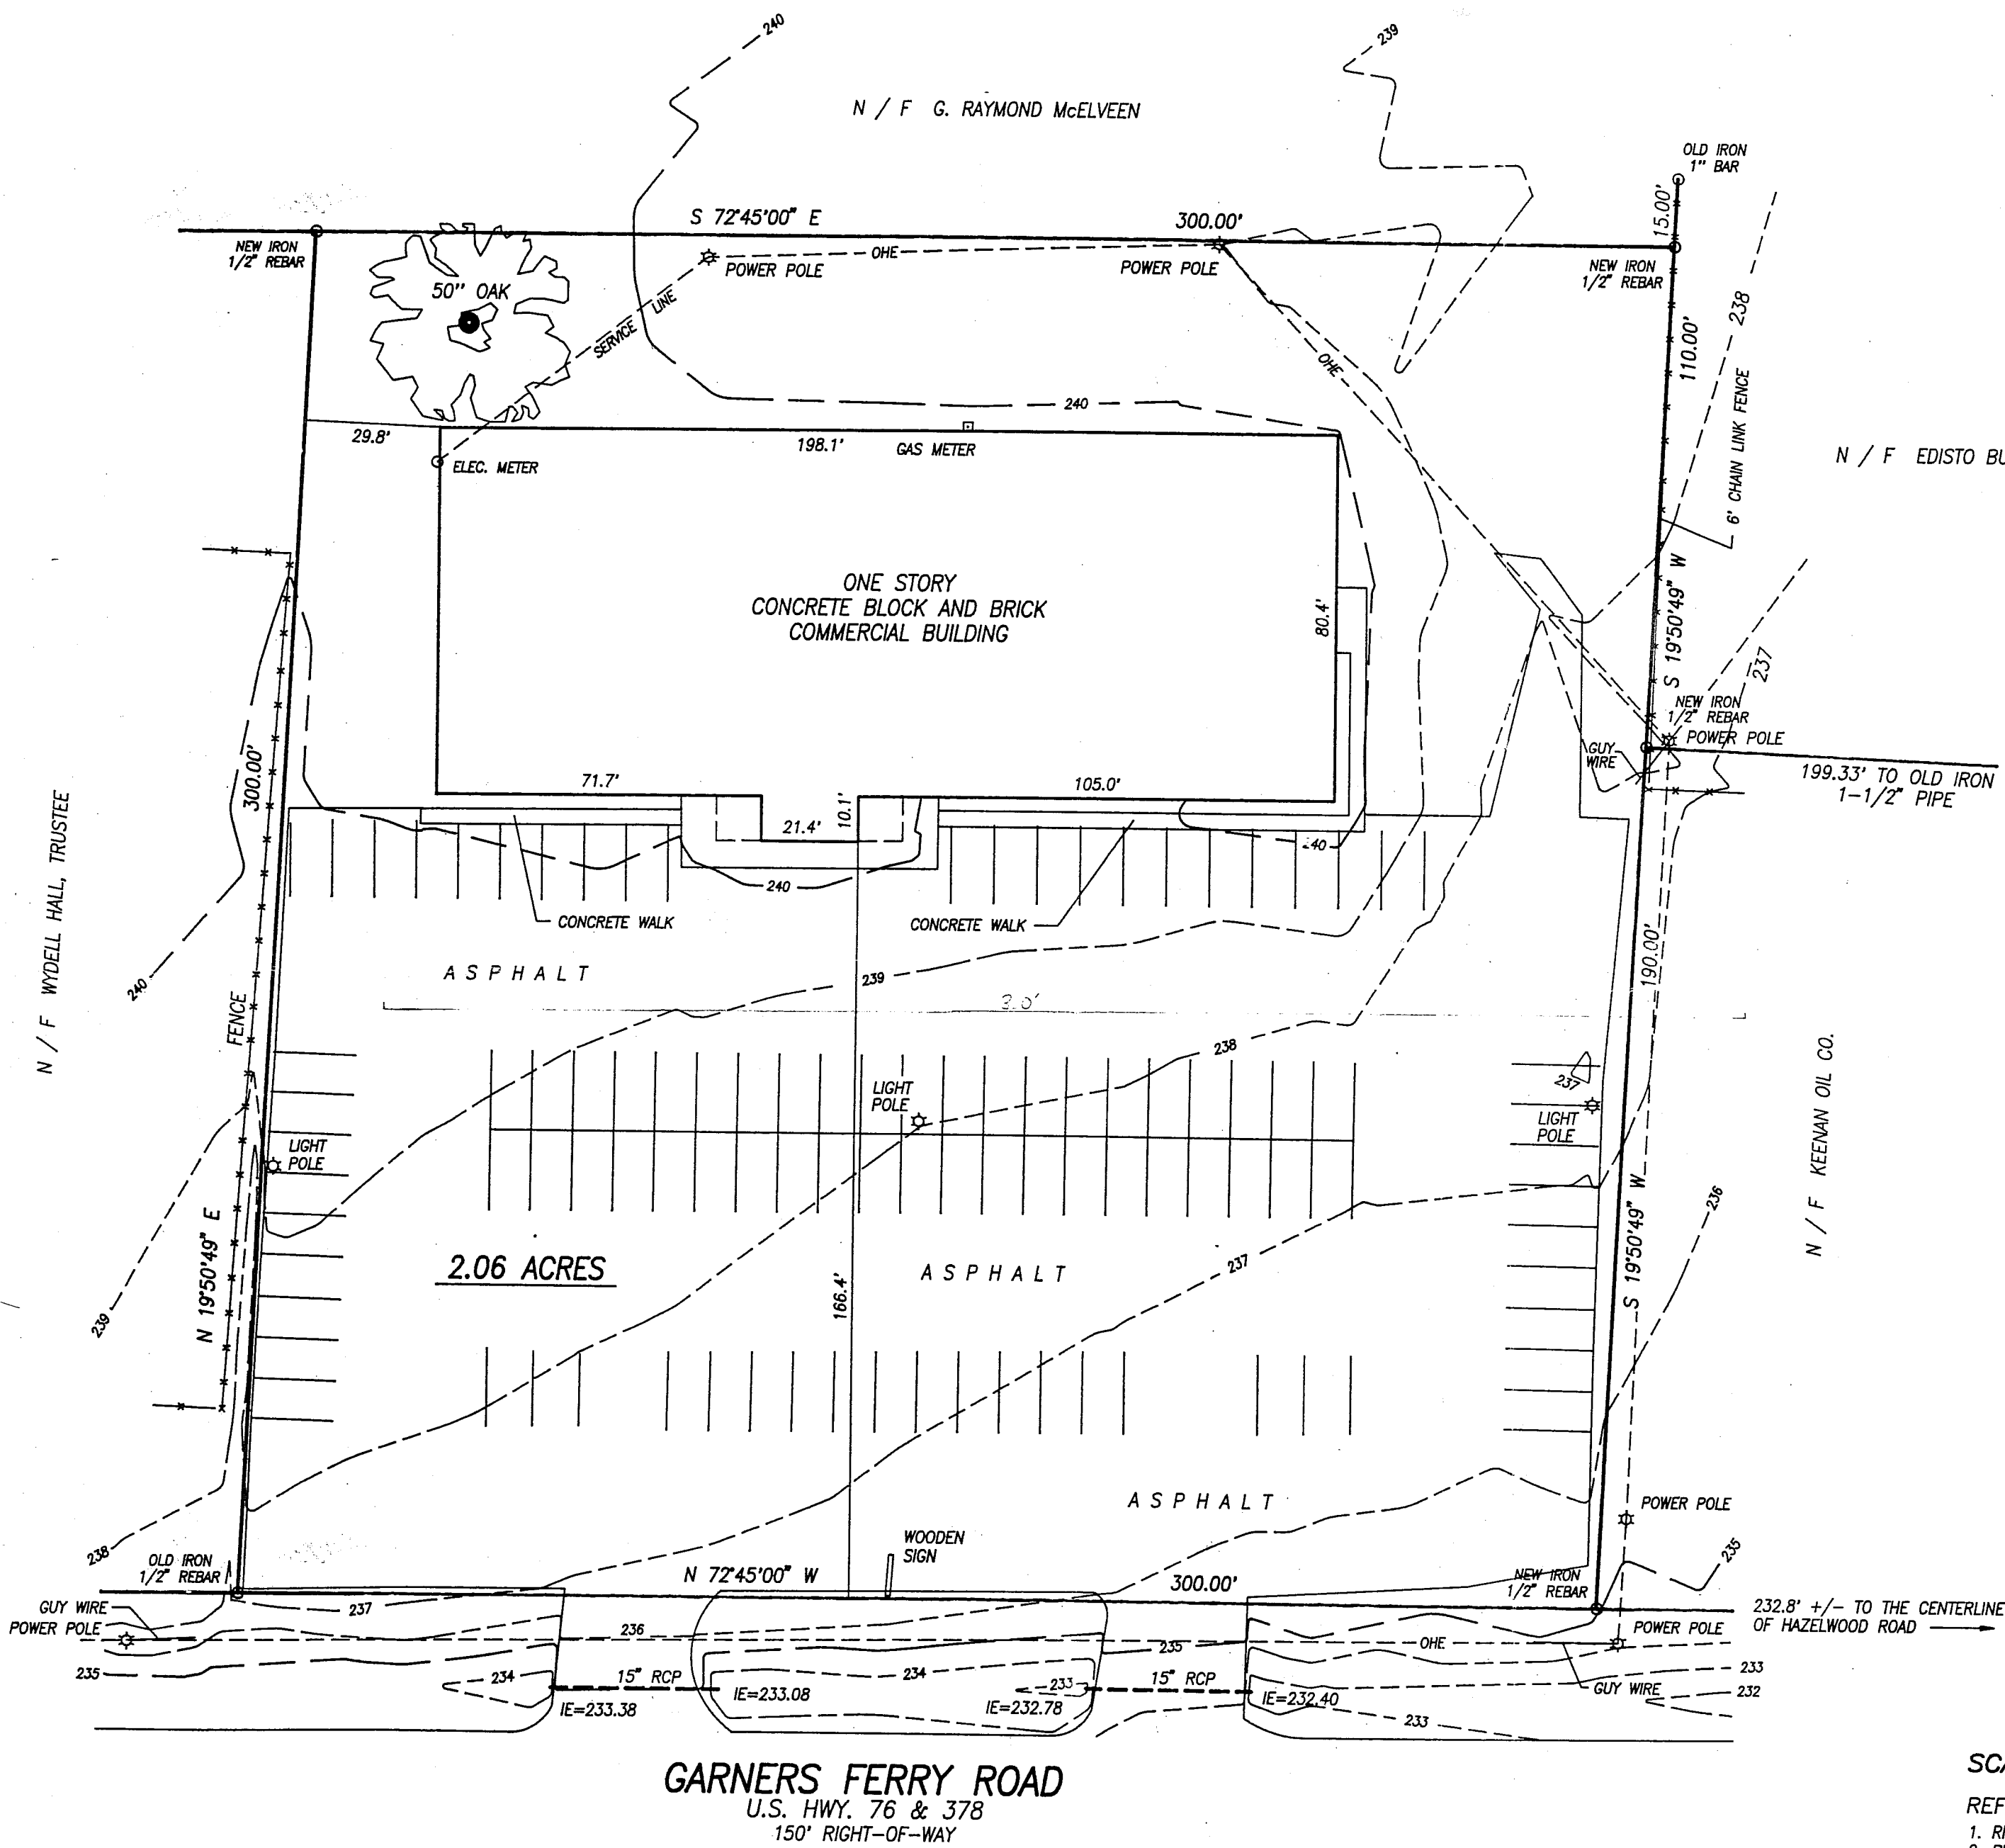 240
239
N / F G. RAYMOND McELVEEN
OLD IRON
1" BAR
15.00'
S 72°45'00" E
300.00'
NEW IRON
1/2" REBAR
POWER POLE
OHE
POWER POLE
NEW IRON
1/2" REBAR
50" OAK
SERVICE LINE
OHE
238
110.00'
6' CHAIN LINK FENCE
240
29.8'
198.1'
GAS METER
ELEC. METER
N / F EDISTO BU
ONE STORY
CONCRETE BLOCK AND BRICK
COMMERCIAL BUILDING
80.4'
S 19°50'49" W
237
NEW IRON
1/2" REBAR
POWER POLE
GUY
WIRE
199.33' TO OLD IRON
1-1/2" PIPE
300.00'
71.7'
21.4'
10.1'
105.0'
240
240
N / F WYDELL HALL, TRUSTEE
CONCRETE WALK
CONCRETE WALK
190.00'
240
ASPHALT
239
FENCE
238
LIGHT
POLE
237
LIGHT
POLE
N / F KEENAN OIL CO.
LIGHT
POLE
236
N 19°50'49" E
2.06 ACRES
ASPHALT
237
S 19°50'49" W
166.4'
239
ASPHALT
POWER POLE
238
WOODEN
SIGN
235
OLD IRON
1/2" REBAR
N 72°45'00" W
300.00'
NEW IRON
1/2" REBAR
GUY WIRE
POWER POLE
237
236
235
OHE
POWER POLE
232.8' +/- TO THE CENTERLINE
OF HAZELWOOD ROAD
235
234
15" RCP
234
233
15" RCP
233
232
GUY WIRE
IE=233.38
IE=233.08
IE=232.78
IE=232.40
233
GARNERS FERRY ROAD
U.S. HWY. 76 & 378
150' RIGHT-OF-WAY
SCA
REF
1. R